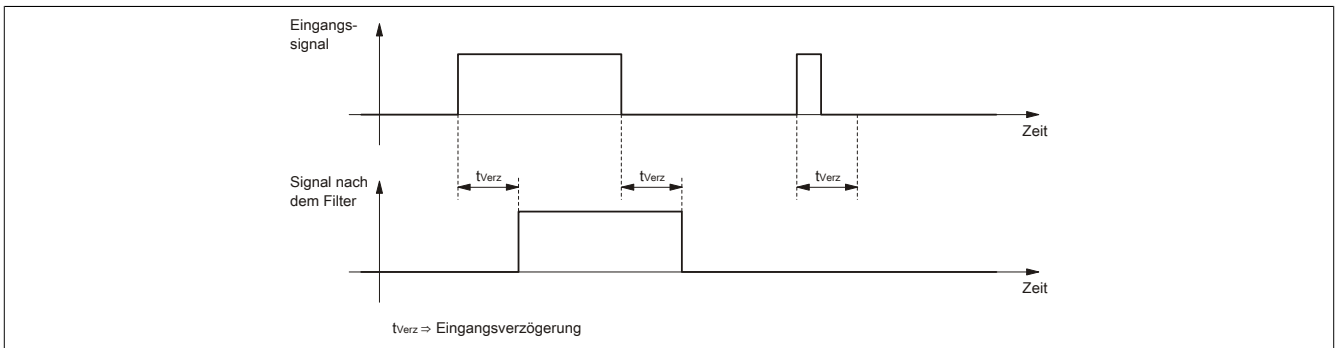 Eingangs-
signal
Zeit
Signal nach
dem Filter
tVerz
tVerz
tVerz
Zeit
tVerz ⇒ Eingangsverzögerung